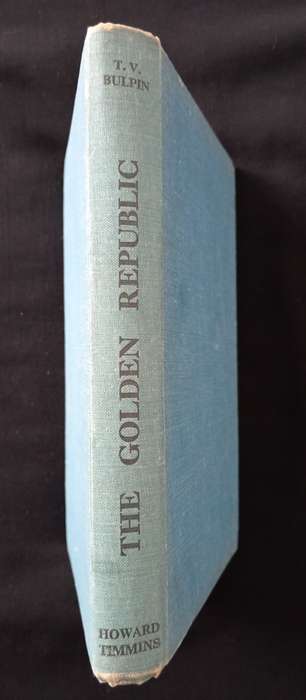 T. V.
BULPIN
THE GOLDEN REPUBLIC
HOWARD
TIMMINS